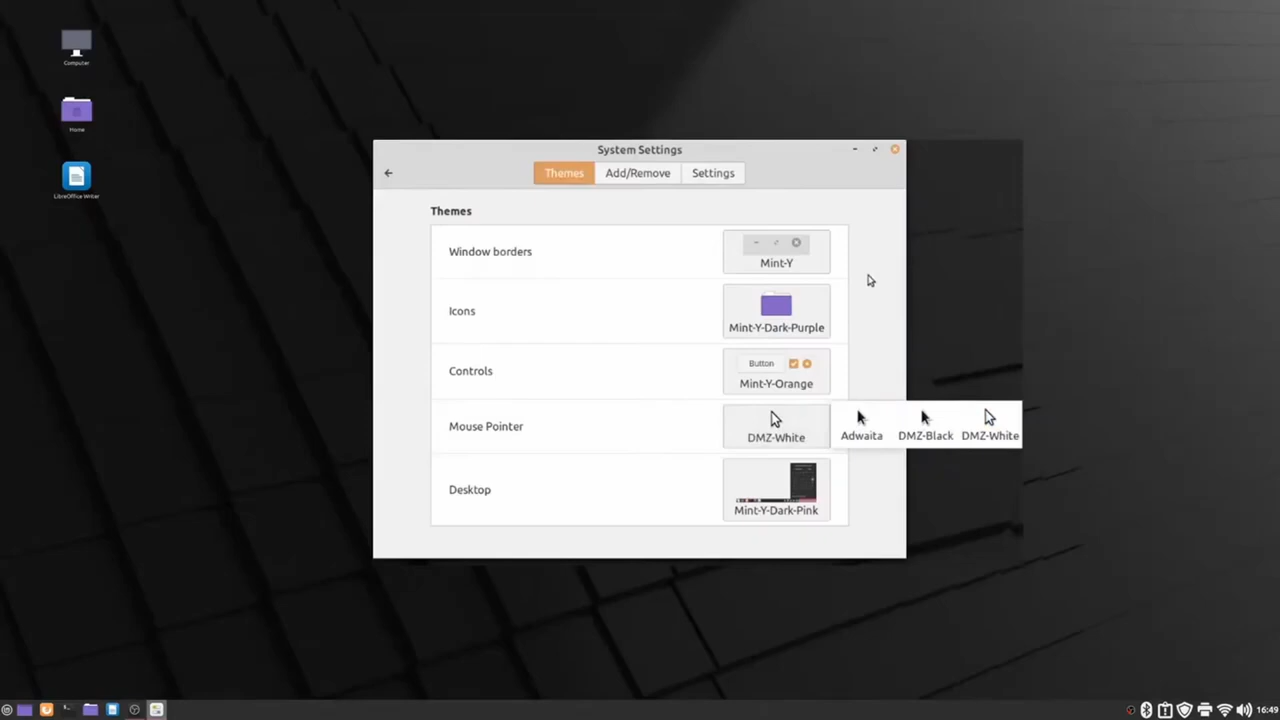 Computer
Home
LibreOffice Writer
System Settings
Themes Add/Remove Settings
Themes
Window borders
Mint-Y
Icons
Mint-Y-Dark-Purple
Controls
Button
Mint-Y-Orange
Mouse Pointer
DMZ-White
Adwaita DMZ-Black DMZ-White
Desktop
Mint-Y-Dark-Pink
16:49